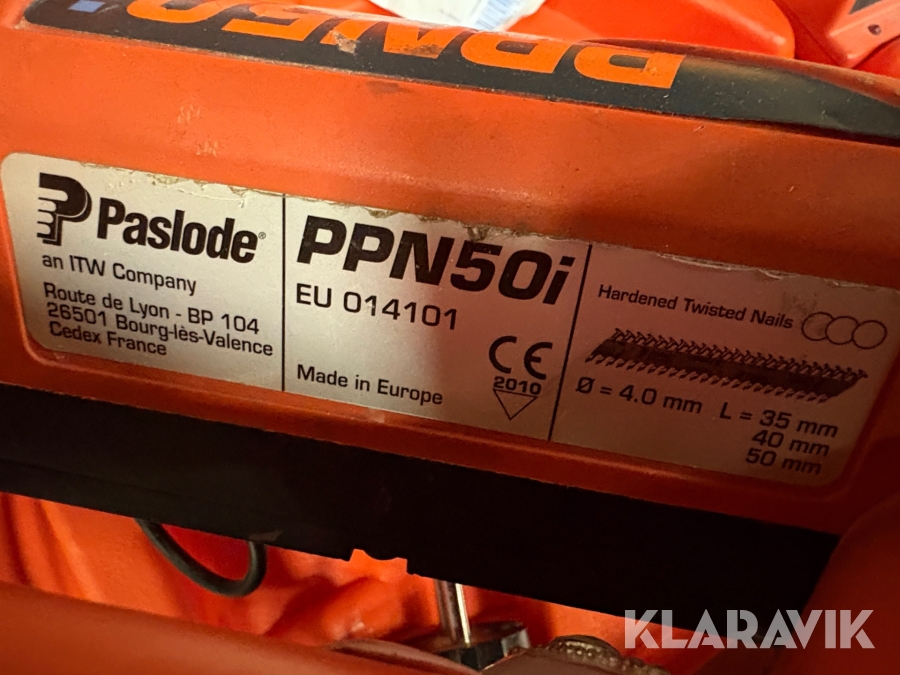 Paslode®
an ITW Company
Route de Lyon - BP 104
26501 Bourg-lès-Valence
Cedex France
PPN50i
EU 014101
Made in Europe
CE
2010
Hardened Twisted Nails
Ø = 4.0 mm L = 35 mm
40 mm
50 mm
KLARAVIK